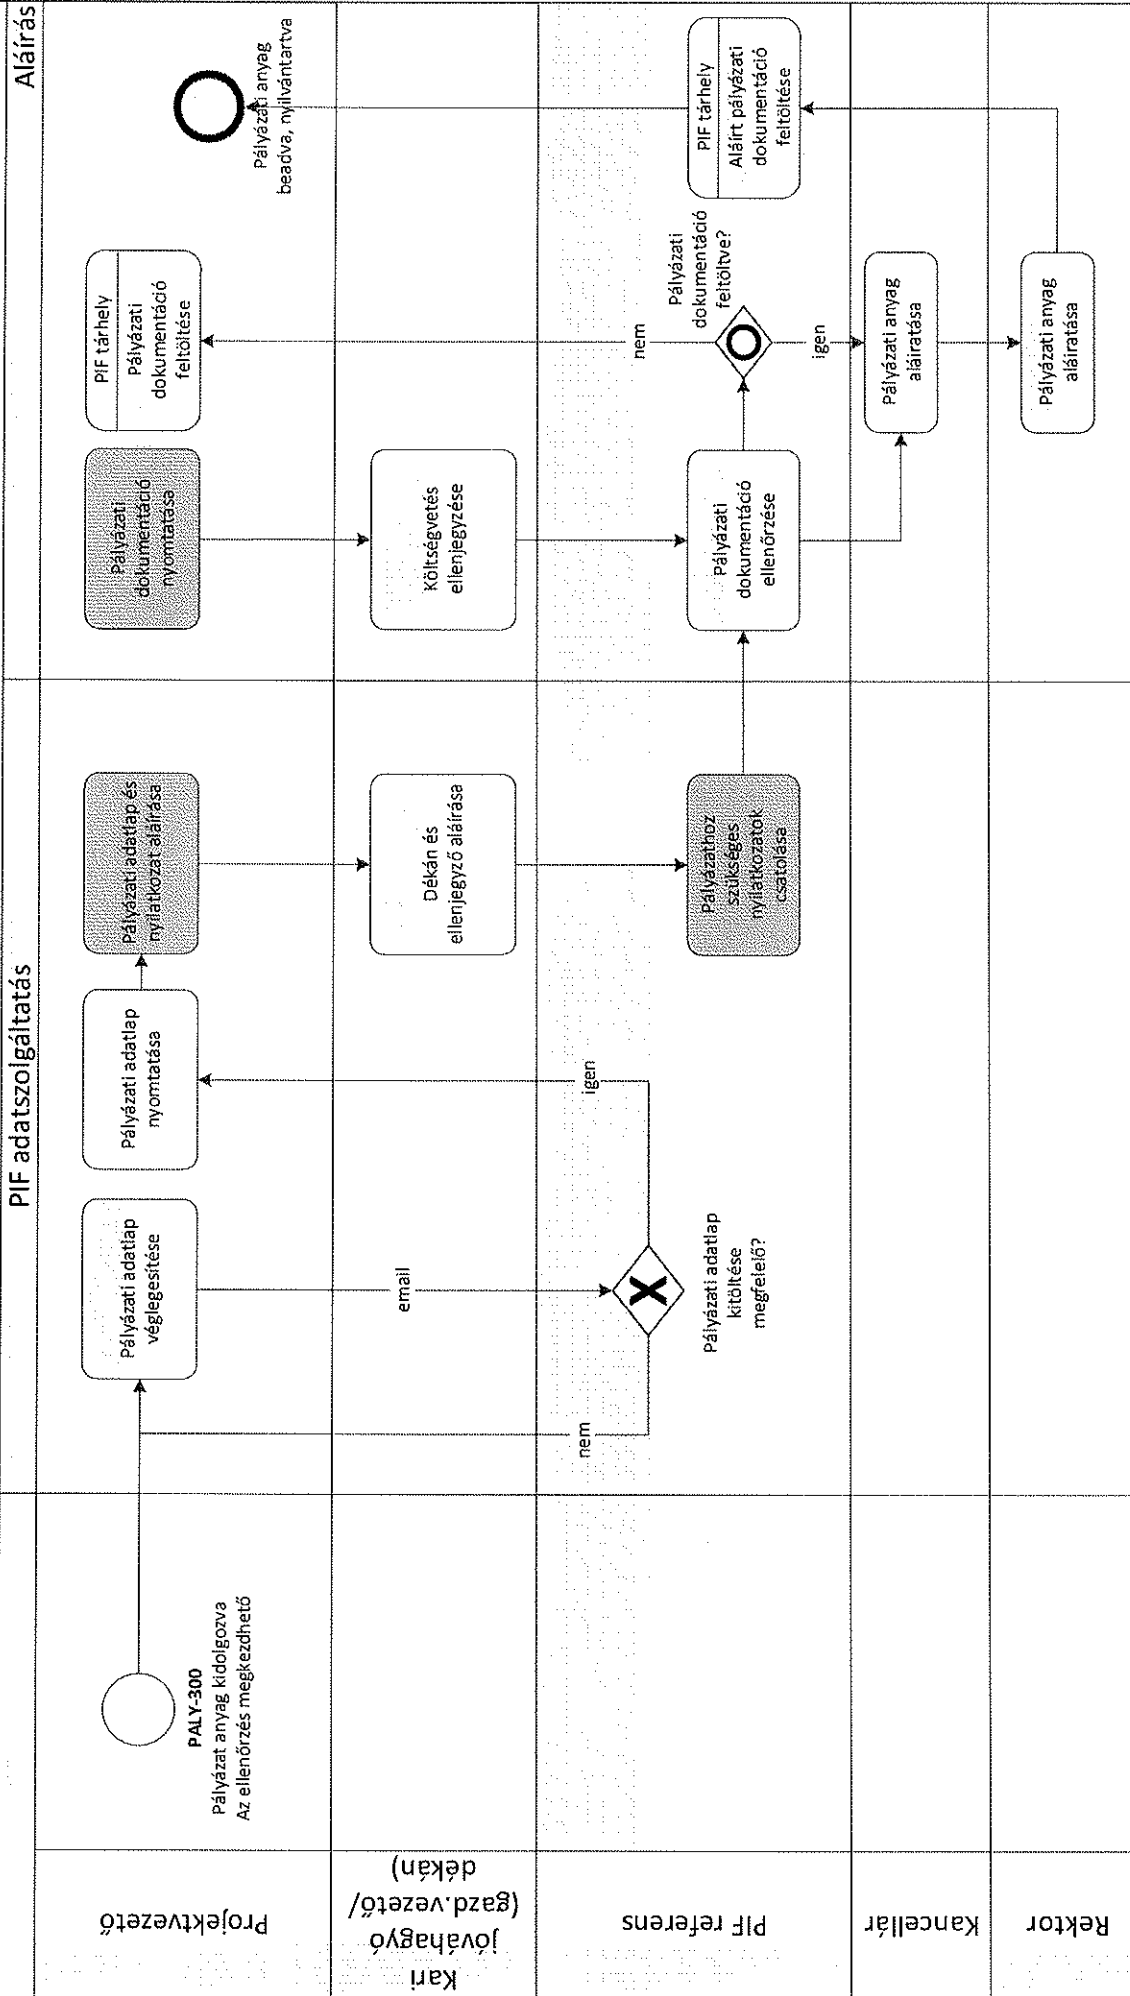 PIF adatszolgáltatás
Aláírás
Projektvezető
Kari
jóváhagyó
(gazd.vezető/
dékán)
PIF referens
Kancellár
Rektor
PALY-300
Pályázat anyag kidolgozva
Az ellenőrzés megkezdhető
Pályázati adatlap
véglegesítése
Pályázati adatlap
nyomtatása
Pályázati adatlap és
nyilatkozat aláírása
Pályázati
dokumentáció
nyomtatása
PIF tárhely
Pályázati
dokumentáció
feltöltése
Pályázati anyag
beadva, nyilvántartva
email
Dékán és
ellenjegyző aláírása
Költségvetés
ellenjegyzése
nem
igen
Pályázati adatlap
kitöltése
megfelelő?
Pályázathoz
szükséges
nyilatkozatok
csatolása
Pályázati
dokumentáció
ellenőrzése
nem
Pályázati
dokumentáció
feltöltve?
igen
PIF tárhely
Aláírt pályázati
dokumentáció
feltöltése
Pályázati anyag
aláiratása
Pályázati anyag
aláiratása